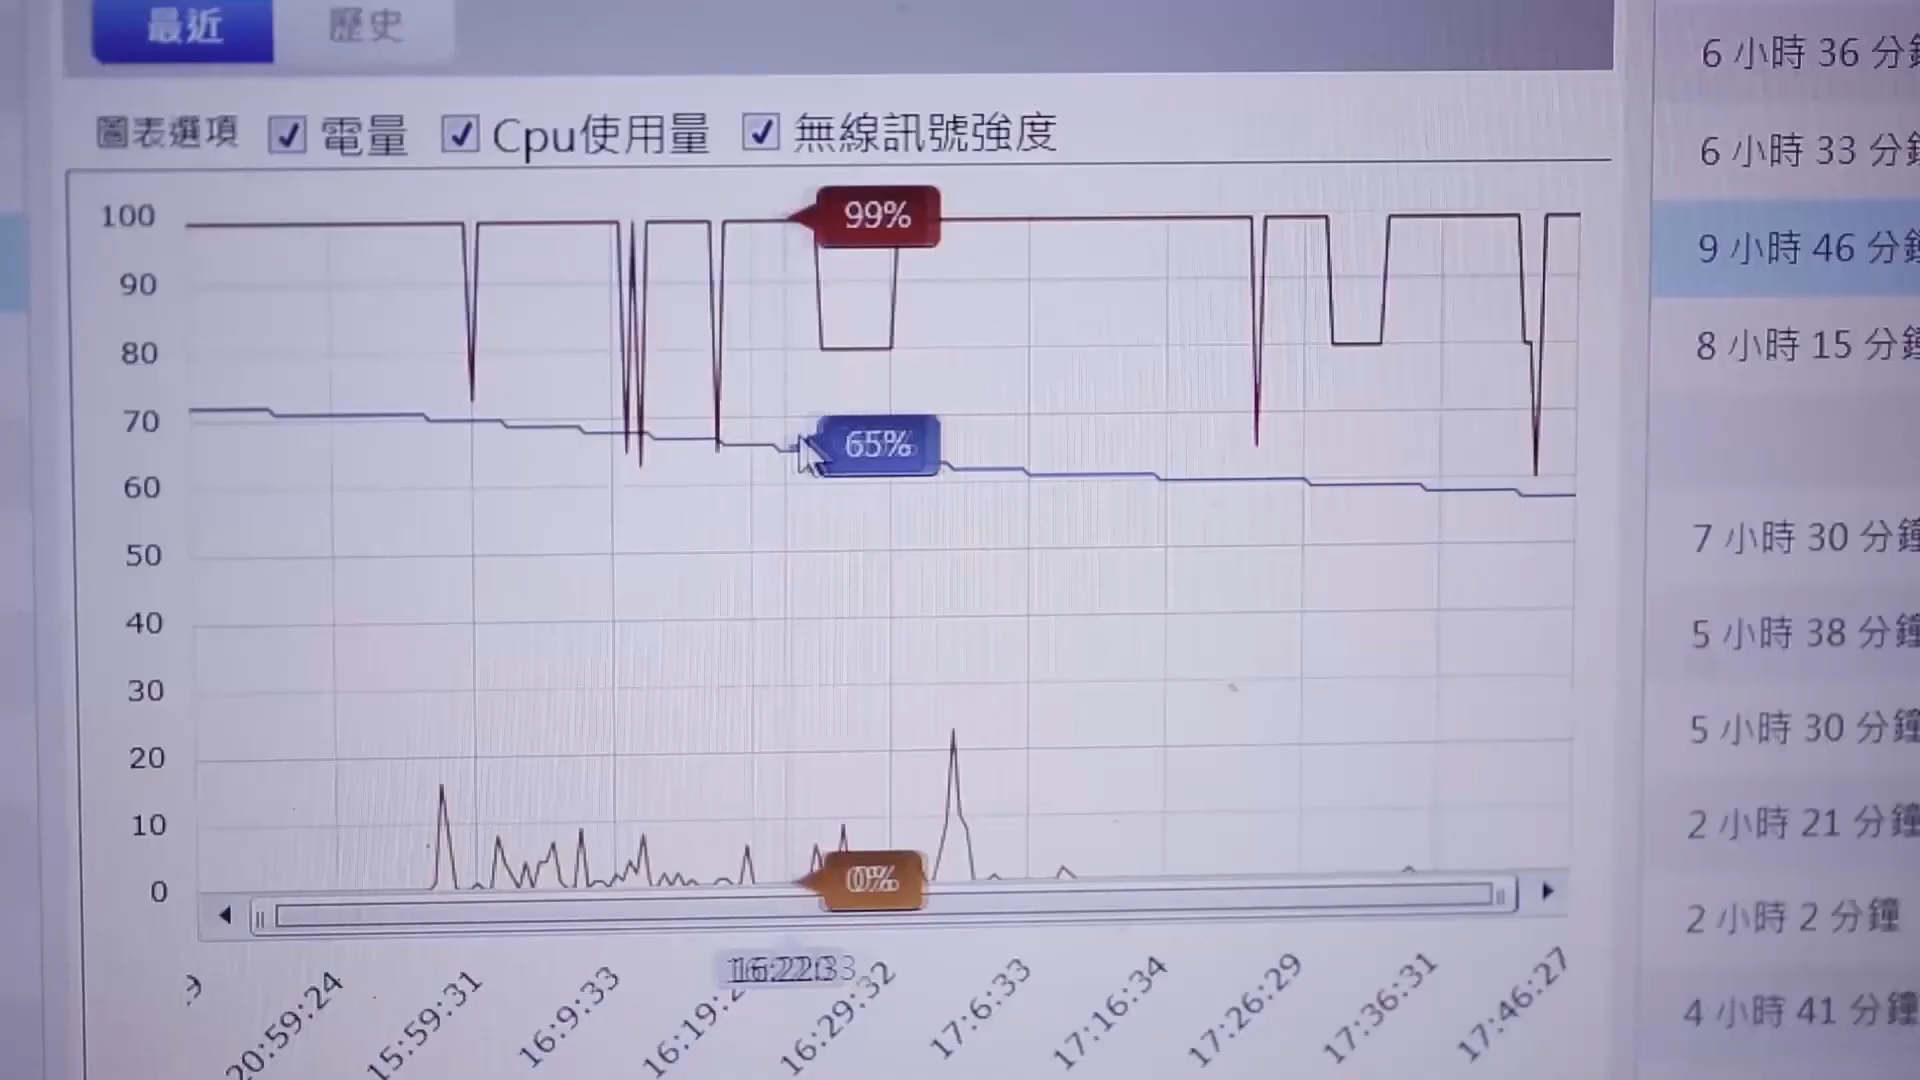 最近
歷史
圖表選項 電量 Cpu使用量 無線訊號強度
100
90
80
70
60
50
40
30
20
10
0
99%
65%
0%
20:59:24
15:59:31
16:9:33
16:29:32
17:6:33
17:16:34
17:26:29
17:36:31
17:46:27
6 小時 36 分鐘
6 小時 33 分鐘
9 小時 46 分鐘
8 小時 15 分鐘
7 小時 30 分鐘
5 小時 38 分鐘
5 小時 30 分鐘
2 小時 21 分鐘
2 小時 2 分鐘
4 小時 41 分鐘